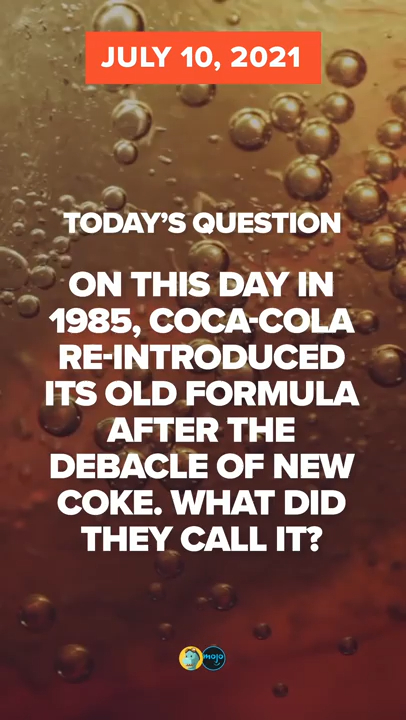 JULY 10, 2021
TODAY'S QUESTION
ON THIS DAY IN
1985, COCA-COLA
RE-INTRODUCED
ITS OLD FORMULA
AFTER THE
DEBACLE OF NEW
COKE. WHAT DID
THEY CALL IT?
mojo